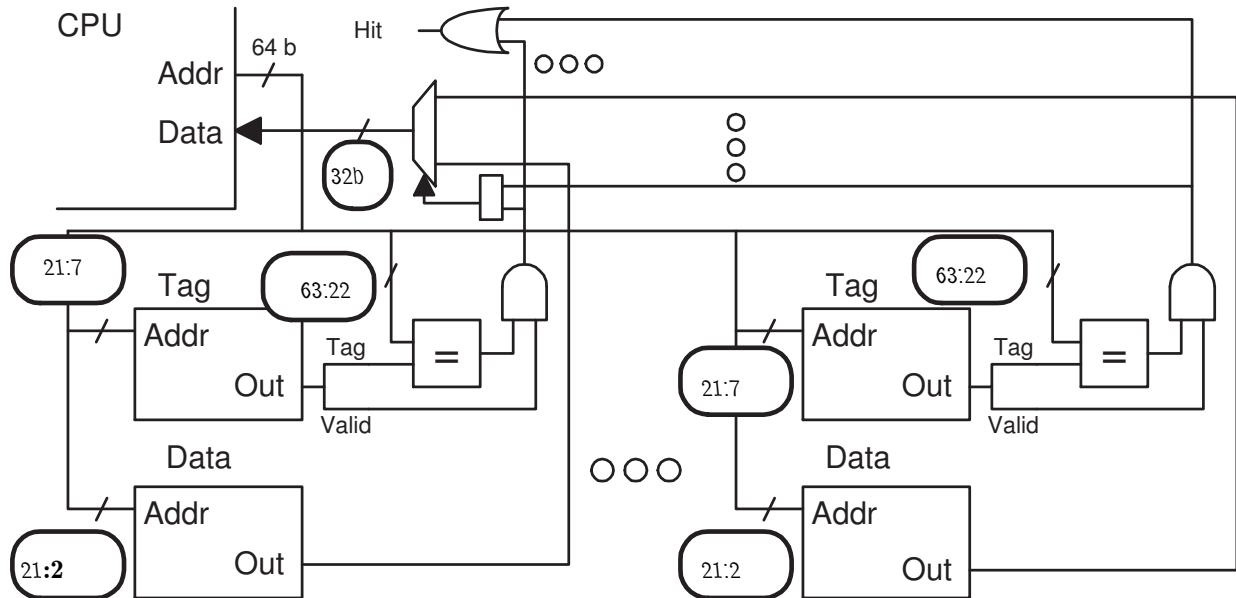 CPU
Hit
64 b
Addr
Data
32b
21:7
Tag
63:22
Addr
Out
Tag
=
Valid
Data
Addr
Out
21:2
Tag
63:22
Addr
Out
21:7
Tag
=
Valid
Data
Addr
Out
21:2